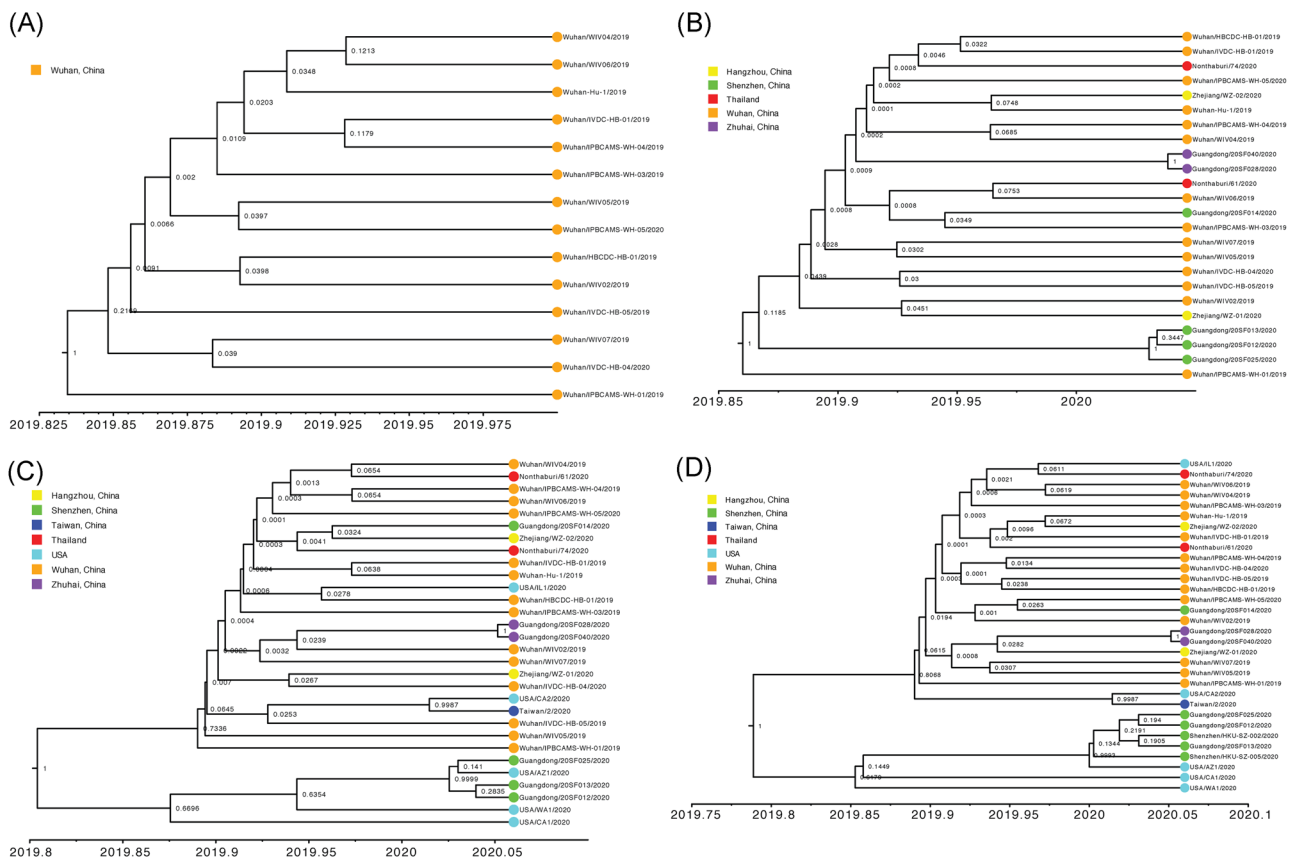 (A)
Wuhan, China
Wuhan/WIV04/2019
0.1213
Wuhan/WIV06/2019
0.0348
Wuhan-Hu-1/2019
0.0203
Wuhan/IVDC-HB-01/2019
0.1179
Wuhan/IPBCAMS-WH-04/2019
0.0109
Wuhan/IPBCAMS-WH-03/2019
0.002
Wuhan/WIV05/2019
0.0397
Wuhan/IPBCAMS-WH-05/2020
0.0066
Wuhan/HBCDC-HB-01/2019
0.0091
0.0398
Wuhan/WIV02/2019
Wuhan/IVDC-HB-05/2019
Wuhan/WIV07/2019
1
0.039
Wuhan/IVDC-HB-04/2020
Wuhan/IPBCAMS-WH-01/2019
2019.825 2019.85 2019.875 2019.9 2019.925 2019.95 2019.975
(B)
Hangzhou, China
Shenzhen, China
Thailand
Wuhan, China
Zhuhai, China
Wuhan/HBCDC-HB-01/2019
0.0322
Wuhan/IVDC-HB-01/2019
0.0046
Nonthaburi/74/2020
0.0008
Wuhan/IPBCAMS-WH-05/2020
0.0002
Zhejiang/WZ-02/2020
0.0748
Wuhan-Hu-1/2019
0.0001
Wuhan/IPBCAMS-WH-04/2019
0.0685
Wuhan/WIV04/2019
0.0002
Guangdong/20SF040/2020
1
Guangdong/20SF028/2020
0.0009
Nonthaburi/61/2020
0.0753
Wuhan/WIV06/2019
0.0008
0.0008
Guangdong/20SF014/2020
0.0349
Wuhan/IPBCAMS-WH-03/2019
Wuhan/WIV07/2019
0.0028
0.0302
Wuhan/WIV05/2019
Wuhan/IVDC-HB-04/2020
0.03
Wuhan/IVDC-HB-05/2019
Wuhan/WIV02/2019
0.0451
Zhejiang/WZ-01/2020
0.1185
Guangdong/20SF013/2020
0.3447
Guangdong/20SF012/2020
1
1
Guangdong/20SF025/2020
Wuhan/IPBCAMS-WH-01/2019
2019.85 2019.9 2019.95 2020
(C)
Hangzhou, China
Shenzhen, China
Taiwan, China
Thailand
USA
Wuhan, China
Zhuhai, China
Wuhan/WIV04/2019
0.0654
Nonthaburi/61/2020
0.0013
Wuhan/IPBCAMS-WH-04/2019
0.0003
0.0654
Wuhan/WIV06/2019
Wuhan/IPBCAMS-WH-05/2020
0.0001
Guangdong/20SF014/2020
0.0324
Zhejiang/WZ-02/2020
0.0003
0.0041
Nonthaburi/74/2020
Wuhan/IVDC-HB-01/2019
0.0638
Wuhan-Hu-1/2019
0.0006
USA/IL1/2020
0.0278
Wuhan/HBCDC-HB-01/2019
Wuhan/IPBCAMS-WH-03/2019
0.0004
Guangdong/20SF028/2020
1
Guangdong/20SF040/2020
0.0239
Wuhan/WIV02/2019
0.0032
Wuhan/WIV07/2019
Zhejiang/WZ-01/2020
0.007
0.0267
Wuhan/IVDC-HB-04/2020
USA/CA2/2020
0.9987
0.0645
Taiwan/2/2020
0.0253
Wuhan/IVDC-HB-05/2019
0.7336
Wuhan/WIV05/2019
Wuhan/IPBCAMS-WH-01/2019
Guangdong/20SF025/2020
0.141
1
USA/AZ1/2020
0.9999
Guangdong/20SF013/2020
0.6354
0.2835
Guangdong/20SF012/2020
0.6696
USA/WA1/2020
USA/CA1/2020
2019.8 2019.85 2019.9 2019.95 2020 2020.05
(D)
Hangzhou, China
Shenzhen, China
Taiwan, China
Thailand
USA
Wuhan, China
Zhuhai, China
USA/IL1/2020
0.0611
Nonthaburi/74/2020
0.0021
Wuhan/WIV06/2019
0.0006
0.0619
Wuhan/WIV04/2019
Wuhan/IPBCAMS-WH-03/2019
0.0003
Wuhan-Hu-1/2019
0.0672
Zhejiang/WZ-02/2020
0.0096
Wuhan/IVDC-HB-01/2019
0.002
0.0001
Nonthaburi/61/2020
Wuhan/IPBCAMS-WH-04/2019
0.0134
Wuhan/IVDC-HB-04/2020
0.0001
0.0003
Wuhan/IVDC-HB-05/2019
0.0238
Wuhan/HBCDC-HB-01/2019
Wuhan/IPBCAMS-WH-05/2020
0.0263
Guangdong/20SF014/2020
0.001
0.0194
Wuhan/WIV02/2019
Guangdong/20SF028/2020
1
Guangdong/20SF040/2020
0.0282
0.0615
Zhejiang/WZ-01/2020
0.0008
Wuhan/WIV07/2019
0.0307
Wuhan/WIV05/2019
0.8068
Wuhan/IPBCAMS-WH-01/2019
USA/CA2/2020
0.9987
Taiwan/2/2020
Guangdong/20SF025/2020
0.194
1
Guangdong/20SF012/2020
0.2191
Shenzhen/HKU-SZ-002/2020
0.1344
0.1905
Guangdong/20SF013/2020
Shenzhen/HKU-SZ-005/2020
0.1449
USA/AZ1/2020
USA/CA1/2020
USA/WA1/2020
2019.75 2019.8 2019.85 2019.9 2019.95 2020 2020.05 2020.1